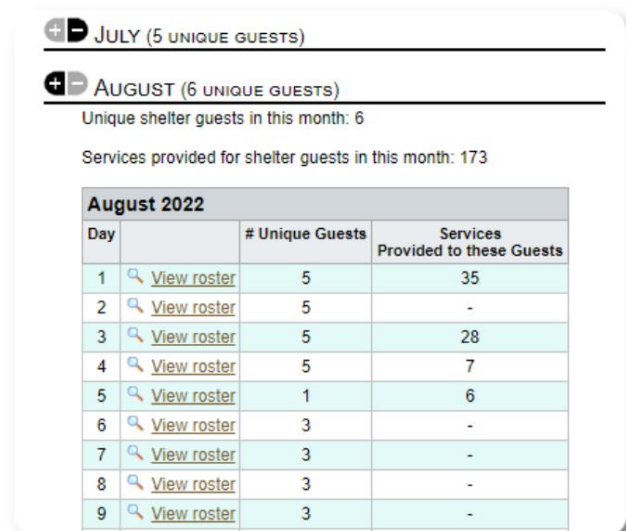 JULY (5 UNIQUE GUESTS)
AUGUST (6 UNIQUE GUESTS)
Unique shelter guests in this month: 6
Services provided for shelter guests in this month: 173
August 2022
Day # Unique Guests Services Provided to these Guests
1 View roster 5 35
2 View roster 5 -
3 View roster 5 28
4 View roster 5 7
5 View roster 1 6
6 View roster 3 -
7 View roster 3 -
8 View roster 3 -
9 View roster 3 -